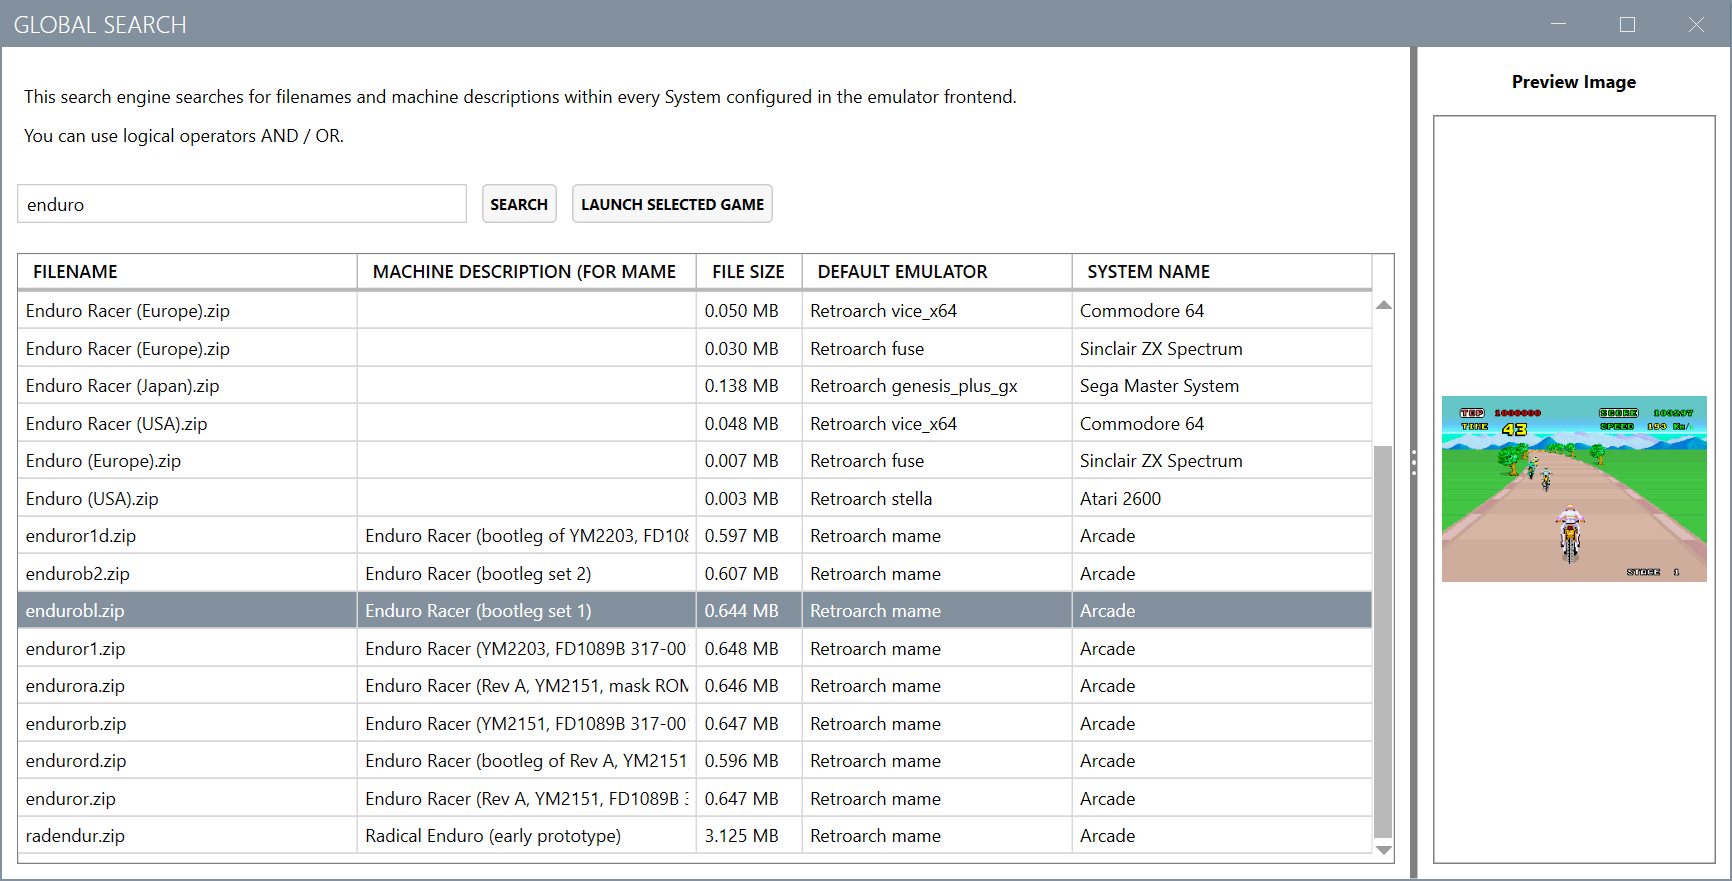 GLOBAL SEARCH
This search engine searches for filenames and machine descriptions within every System configured in the emulator frontend.
You can use logical operators AND / OR.
enduro SEARCH LAUNCH SELECTED GAME
FILENAME MACHINE DESCRIPTION (FOR MAME FILE SIZE DEFAULT EMULATOR SYSTEM NAME
Enduro Racer (Europe).zip 0.050 MB Retroarch vice_x64 Commodore 64
Enduro Racer (Europe).zip 0.030 MB Retroarch fuse Sinclair ZX Spectrum
Enduro Racer (Japan).zip 0.138 MB Retroarch genesis_plus_gx Sega Master System
Enduro Racer (USA).zip 0.048 MB Retroarch vice_x64 Commodore 64
Enduro (Europe).zip 0.007 MB Retroarch fuse Sinclair ZX Spectrum
Enduro (USA).zip 0.003 MB Retroarch stella Atari 2600
enduror1d.zip Enduro Racer (bootleg of YM2203, FD108 0.597 MB Retroarch mame Arcade
endurob2.zip Enduro Racer (bootleg set 2) 0.607 MB Retroarch mame Arcade
endurobl.zip Enduro Racer (bootleg set 1) 0.644 MB Retroarch mame Arcade
enduror1.zip Enduro Racer (YM2203, FD1089B 317-00 0.648 MB Retroarch mame Arcade
endurora.zip Enduro Racer (Rev A, YM2151, mask ROM 0.646 MB Retroarch mame Arcade
endurorb.zip Enduro Racer (YM2151, FD1089B 317-00 0.647 MB Retroarch mame Arcade
endurord.zip Enduro Racer (bootleg of Rev A, YM2151 0.596 MB Retroarch mame Arcade
enduror.zip Enduro Racer (Rev A, YM2151, FD1089B 0.647 MB Retroarch mame Arcade
radendur.zip Radical Enduro (early prototype) 3.125 MB Retroarch mame Arcade
Preview Image
TOP 1000000 SCORE 103297
TIME 43 SPEED 193 Km/h
STAGE 1